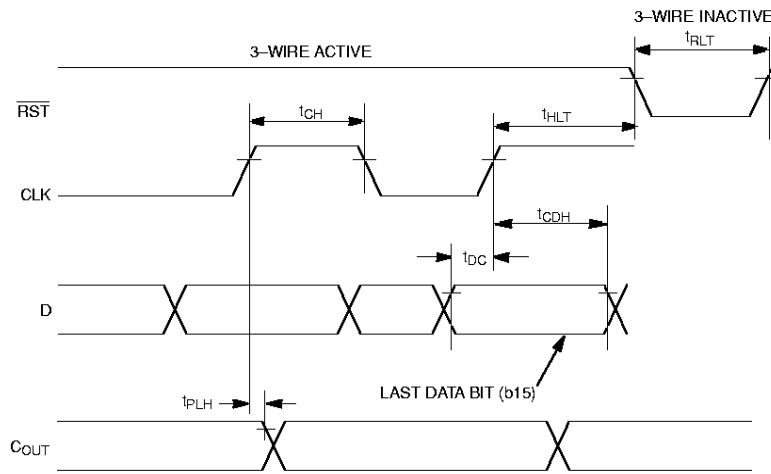 3–WIRE INACTIVE
tRLT
3–WIRE ACTIVE
RST
tCH
tHLT
CLK
tCDH
tDC
D
LAST DATA BIT (b15)
tPLH
COUT